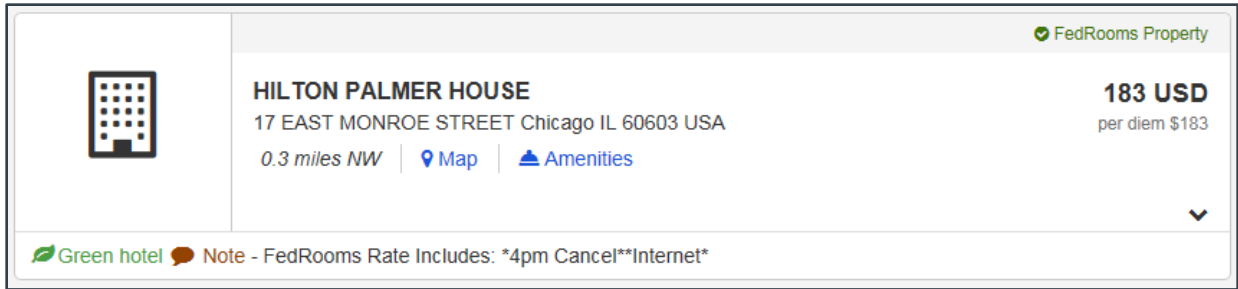 FedRooms Property
HILTON PALMER HOUSE
183 USD
17 EAST MONROE STREET Chicago IL 60603 USA
per diem $183
0.3 miles NW Map Amenities
Green hotel Note - FedRooms Rate Includes: *4pm Cancel**Internet*